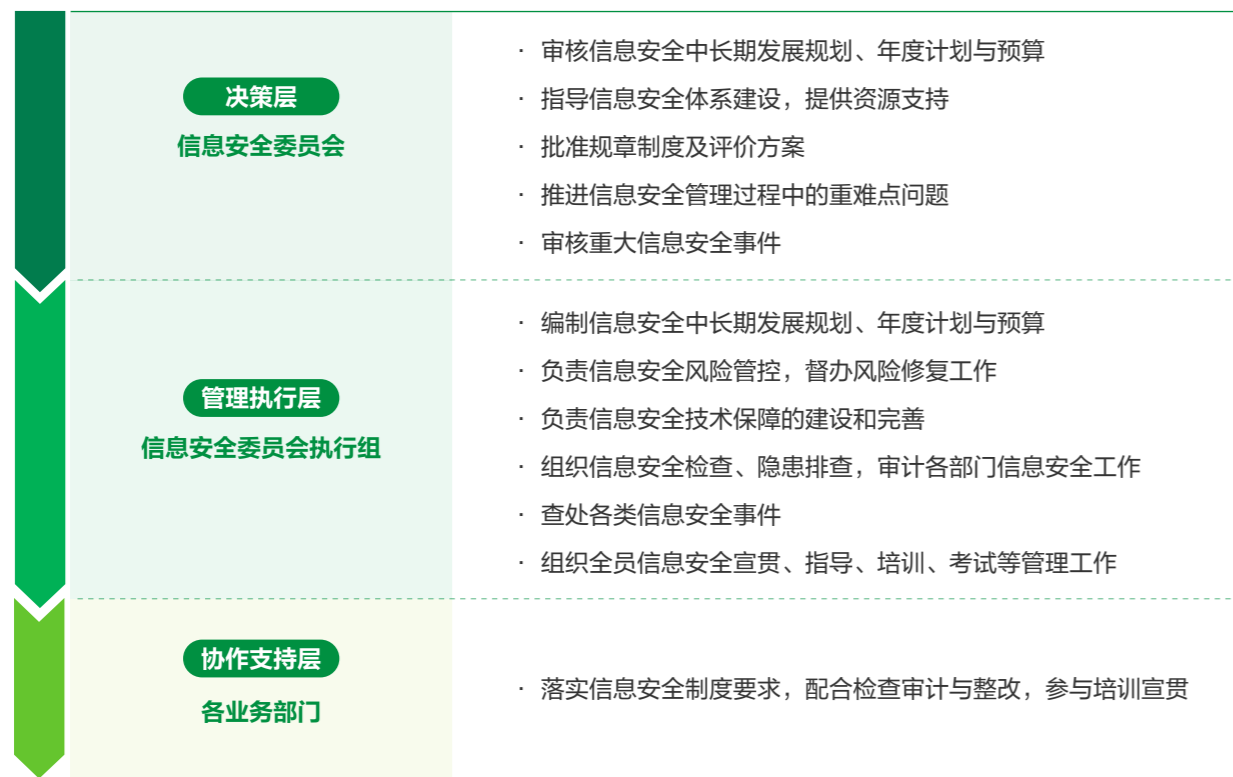 决策层
信息安全委员会
· 审核信息安全中长期发展规划、年度计划与预算
· 指导信息安全体系建设，提供资源支持
· 批准规章制度及评价方案
· 推进信息安全管理过程中的重难点问题
· 审核重大信息安全事件
管理执行层
信息安全委员会执行组
· 编制信息安全中长期发展规划、年度计划与预算
· 负责信息安全风险管控，督办风险修复工作
· 负责信息安全技术保障的建设和完善
· 组织信息安全检查、隐患排查，审计各部门信息安全工作
· 查处各类信息安全事件
· 组织全员信息安全宣贯、指导、培训、考试等管理工作
协作支持层
各业务部门
· 落实信息安全制度要求，配合检查审计与整改，参与培训宣贯